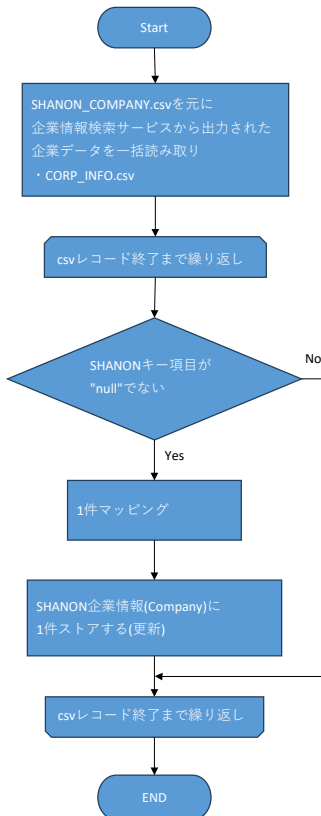 Start
SHANON_COMPANY.csvを元に
企業情報検索サービスから出力された
企業データを一括読み取り
・CORP_INFO.csv
csvレコード終了まで繰り返し
SHANONキー項目が
"null"でない
No
Yes
1件マッピング
SHANON企業情報(Company)に
1件ストアする(更新)
csvレコード終了まで繰り返し
END